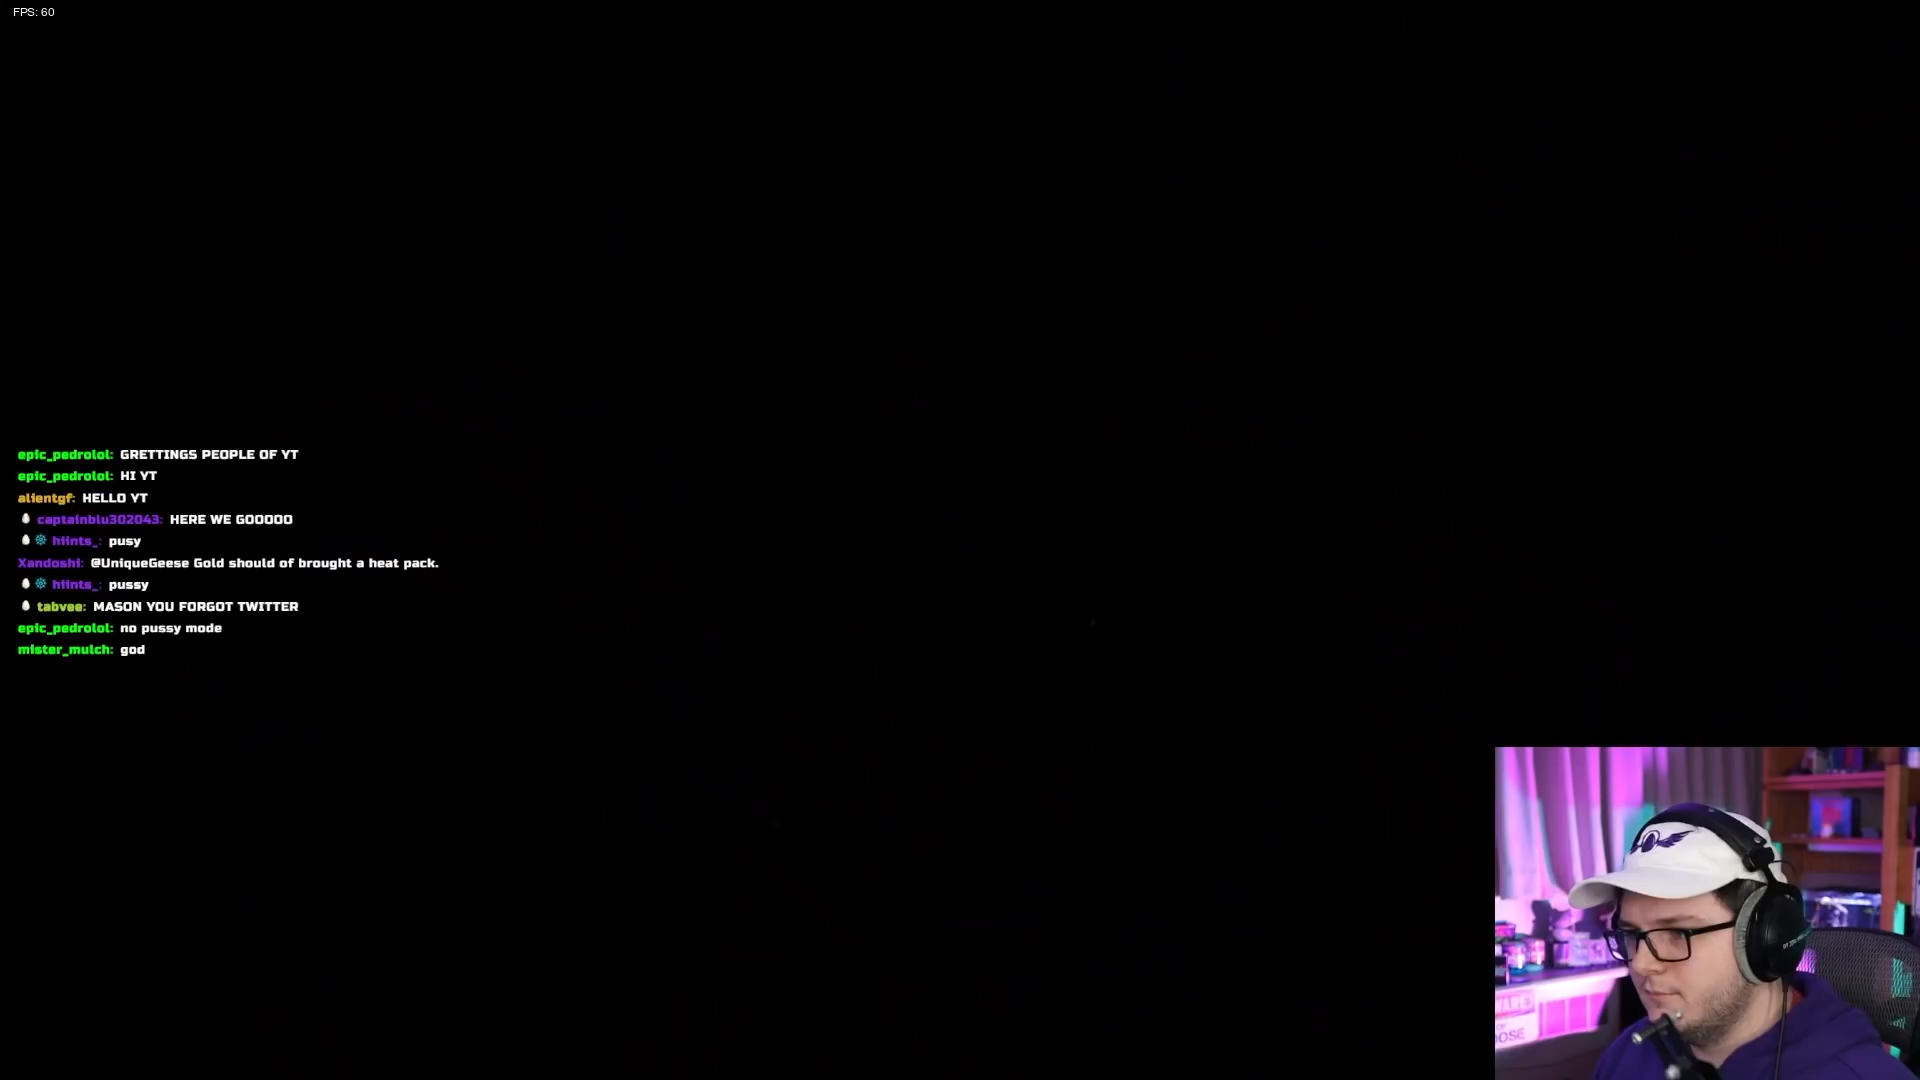 FPS: 60
epic_pedrolol: GRETTINGS PEOPLE OF YT
epic_pedrolol: HI YT
alientgf: HELLO YT
captainblu302043: HERE WE GOOOOO
hiints_: pusy
Xandoshi: @UniqueGeese Gold should of brought a heat pack.
hiints_: pussy
tabvee: MASON YOU FORGOT TWITTER
epic_pedrolol: no pussy mode
mister_mulch: god